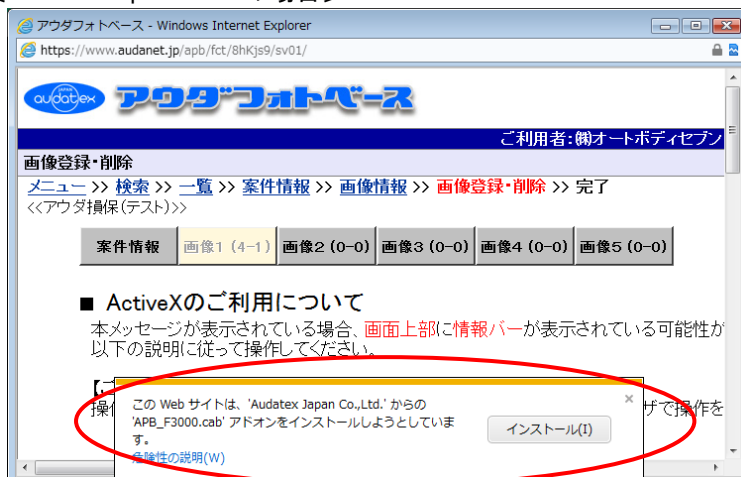 アウダフォトベース - Windows Internet Explorer
https://www.audanet.jp/apb/fct/8hKjs9/sv01/
audatex アウダフォトベース
ご利用者:㈱オートボディセブン
画像登録・削除
メニュー >> 検索 >> 一覧 >> 案件情報 >> 画像情報 >> 画像登録・削除 >> 完了
<<アウダ損保(テスト)>>
案件情報 画像1 (4-1) 画像2 (0-0) 画像3 (0-0) 画像4 (0-0) 画像5 (0-0)
■ ActiveXのご利用について
本メッセージが表示されている場合、画面上部に情報バーが表示されている可能性が
以下の説明に従って操作してください。
ザで操作を
この Web サイトは、'Audatex Japan Co.,Ltd.' からの
'APB_F3000.cab' アドオンをインストールしようとしていま
す。
インストール(I)
危険性の説明(W)